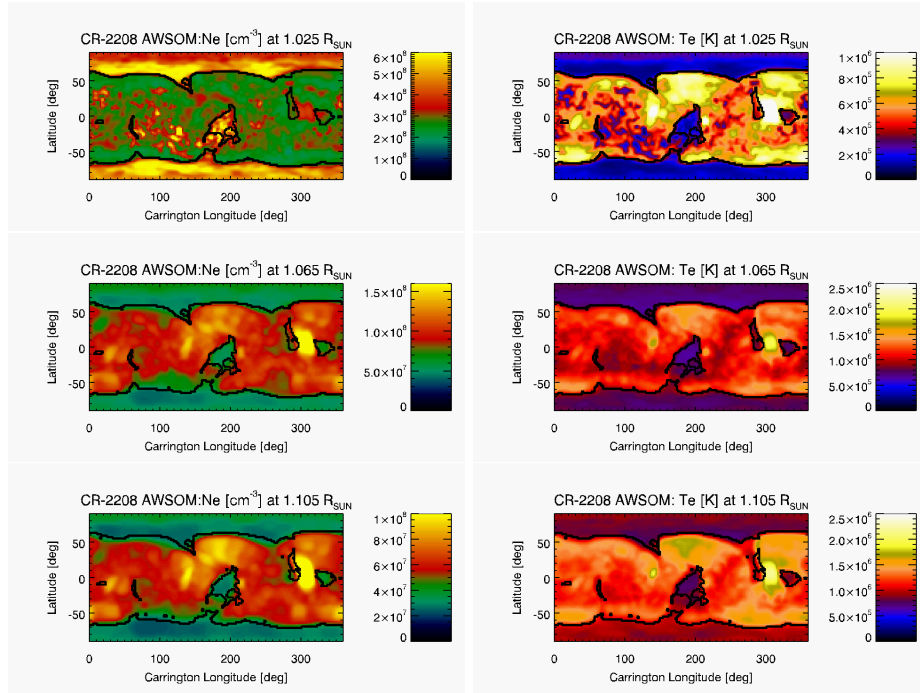 CR-2208 AWSOM:Ne [cm⁻³] at 1.025 R_SUN
6×10⁸
5×10⁸
4×10⁸
3×10⁸
2×10⁸
1×10⁸
0
Latitude [deg]
50
0
-50
0 100 200 300
Carrington Longitude [deg]
CR-2208 AWSOM: Te [K] at 1.025 R_SUN
1×10⁶
8×10⁵
6×10⁵
4×10⁵
2×10⁵
0
Latitude [deg]
50
0
-50
0 100 200 300
Carrington Longitude [deg]
CR-2208 AWSOM:Ne [cm⁻³] at 1.065 R_SUN
1.5×10⁸
1.0×10⁸
5.0×10⁷
0
Latitude [deg]
50
0
-50
0 100 200 300
Carrington Longitude [deg]
CR-2208 AWSOM: Te [K] at 1.065 R_SUN
2.5×10⁶
2.0×10⁶
1.5×10⁶
1.0×10⁶
5.0×10⁵
0
Latitude [deg]
50
0
-50
0 100 200 300
Carrington Longitude [deg]
CR-2208 AWSOM:Ne [cm⁻³] at 1.105 R_SUN
1×10⁸
8×10⁷
6×10⁷
4×10⁷
2×10⁷
0
Latitude [deg]
50
0
-50
0 100 200 300
Carrington Longitude [deg]
CR-2208 AWSOM: Te [K] at 1.105 R_SUN
2.5×10⁶
2.0×10⁶
1.5×10⁶
1.0×10⁶
5.0×10⁵
0
Latitude [deg]
50
0
-50
0 100 200 300
Carrington Longitude [deg]